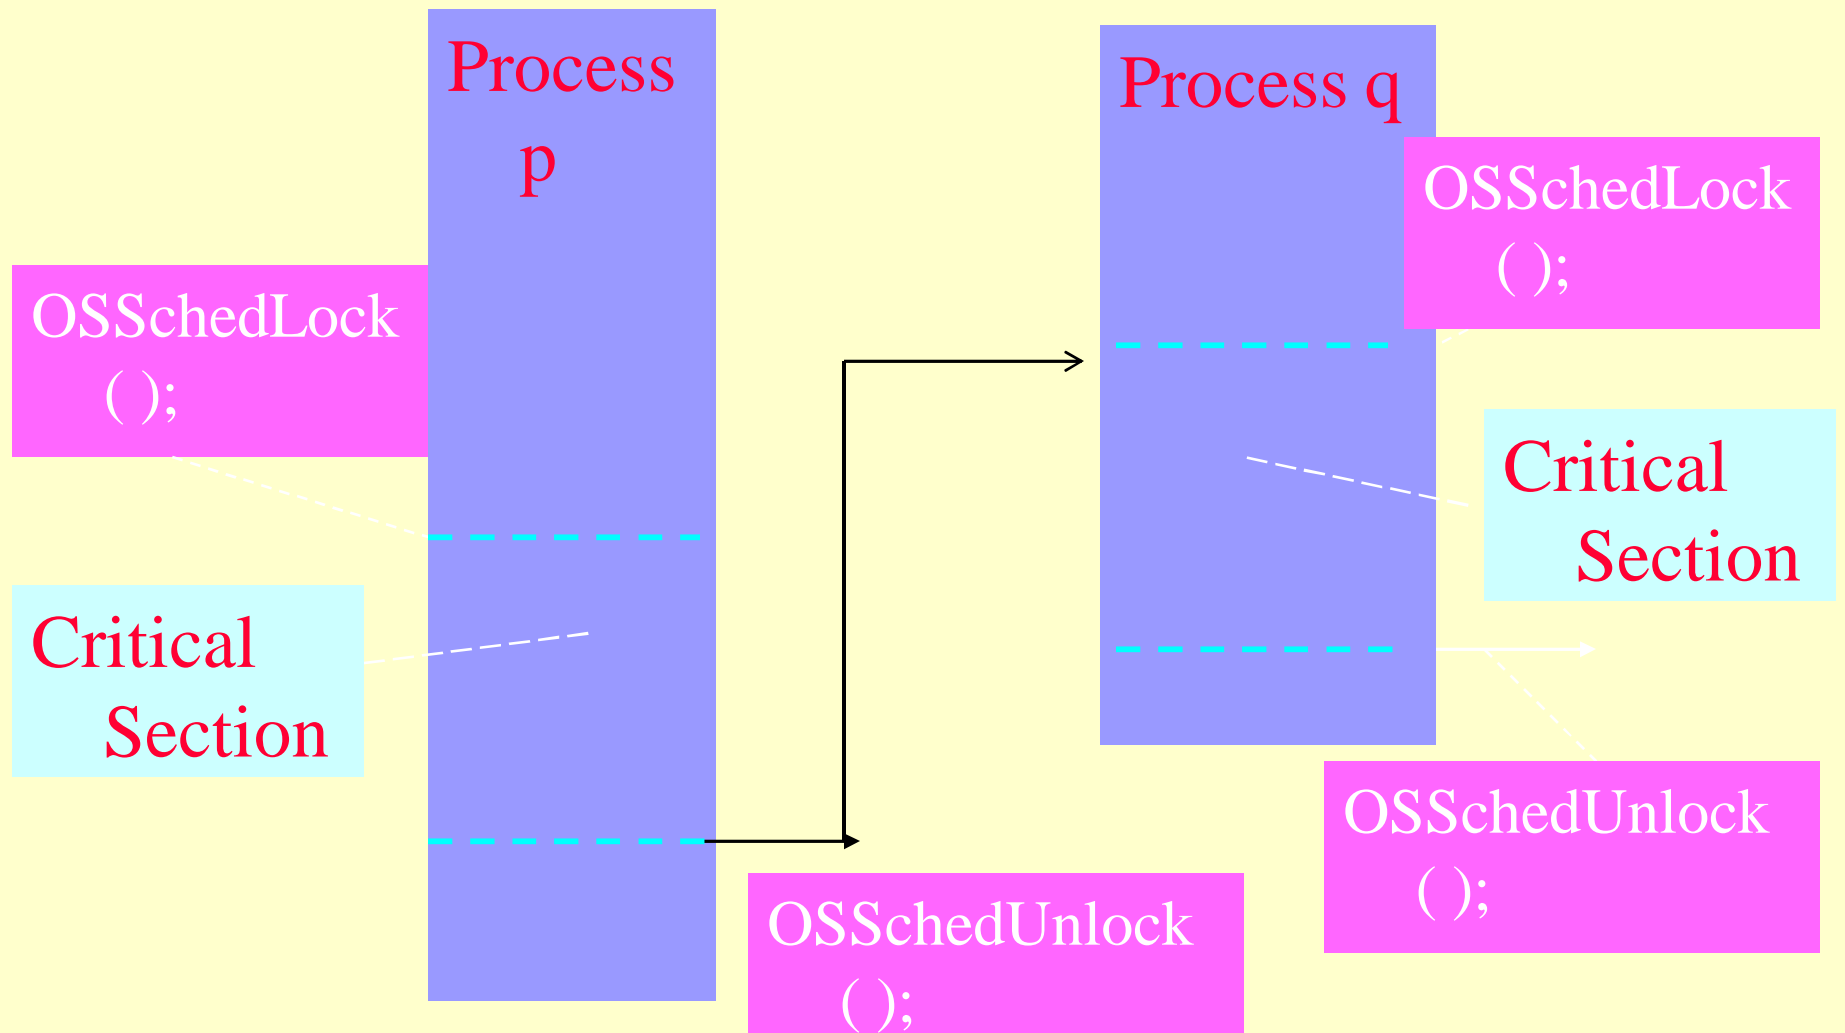 Process
p
Process q
OSSchedLock
( );
OSSchedLock
( );
Critical
Section
Critical
Section
OSSchedUnlock
( );
OSSchedUnlock
( );